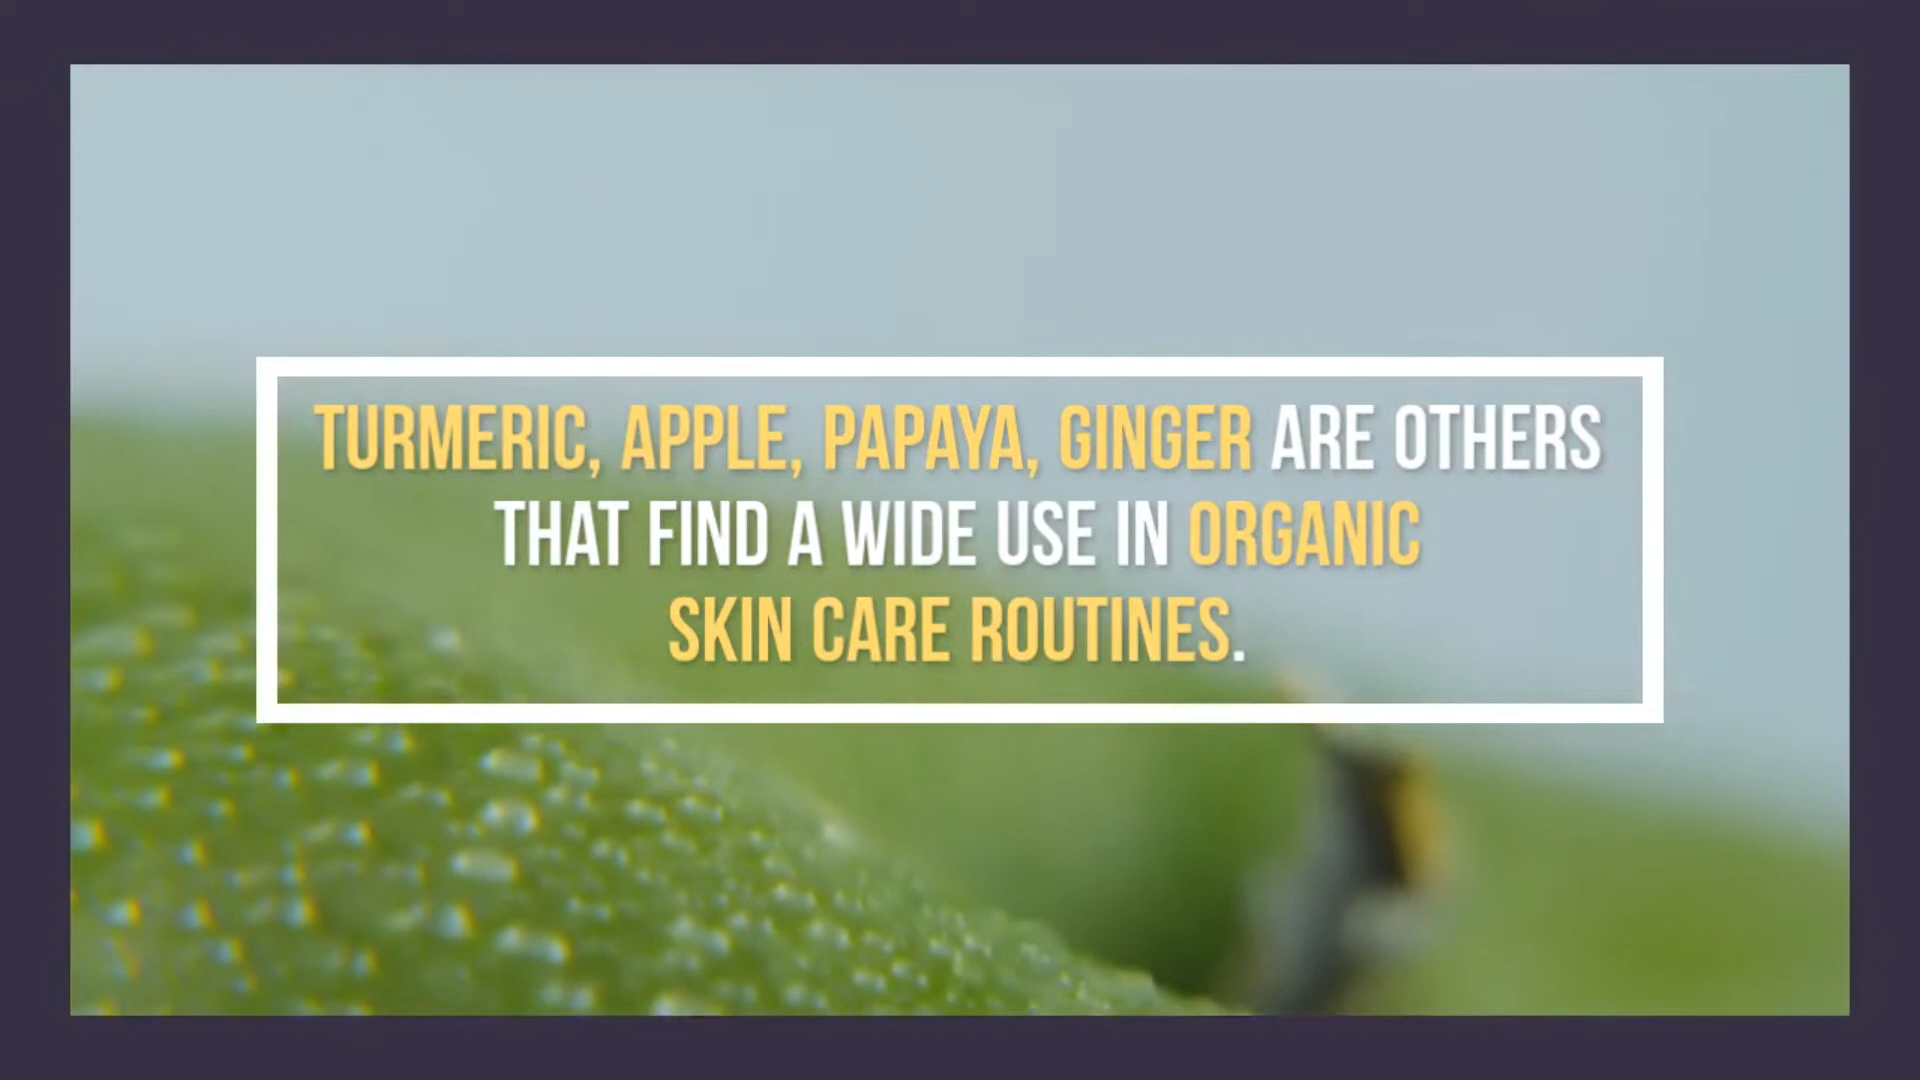 TURMERIC, APPLE, PAPAYA, GINGER ARE OTHERS
THAT FIND A WIDE USE IN ORGANIC
SKIN CARE ROUTINES.